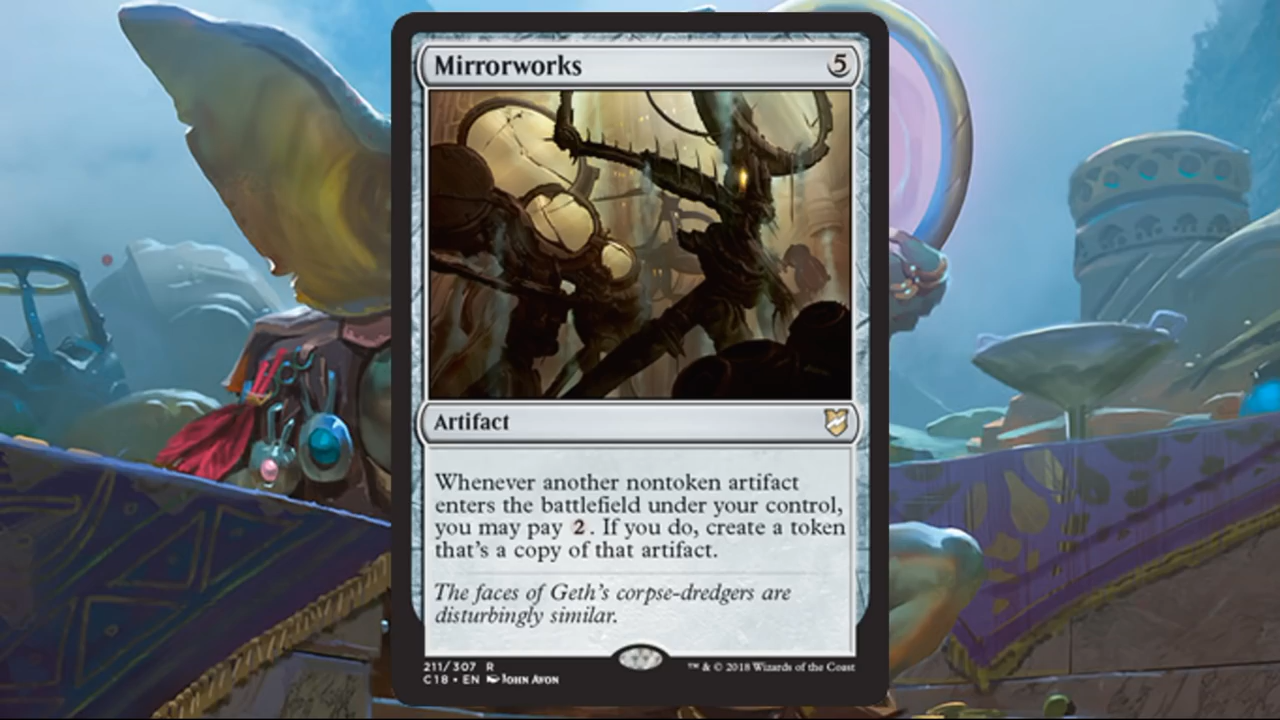 Mirrorworks 5
Artifact
Whenever another nontoken artifact
enters the battlefield under your control,
you may pay 2. If you do, create a token
that's a copy of that artifact.
The faces of Geth's corpse-dredgers are
disturbingly similar.
211/307 R
™ & © 2018 Wizards of the Coast
C18 • EN John Avon